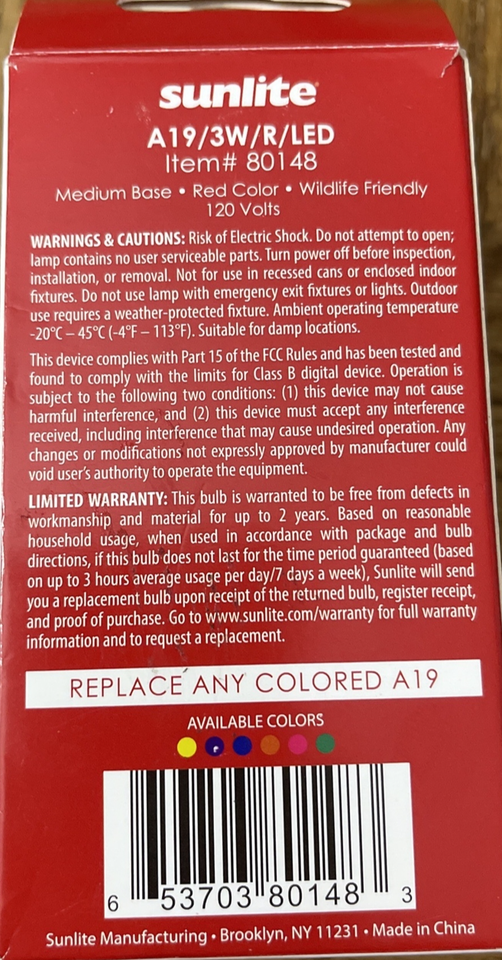 sunlite
A19/3W/R/LED
Item# 80148
Medium Base • Red Color • Wildlife Friendly
120 Volts
WARNINGS & CAUTIONS: Risk of Electric Shock. Do not attempt to open;
lamp contains no user serviceable parts. Turn power off before inspection,
installation, or removal. Not for use in recessed cans or enclosed indoor
fixtures. Do not use lamp with emergency exit fixtures or lights. Outdoor
use requires a weather-protected fixture. Ambient operating temperature
-20°C – 45°C (-4°F – 113°F). Suitable for damp locations.
This device complies with Part 15 of the FCC Rules and has been tested and
found to comply with the limits for Class B digital device. Operation is
subject to the following two conditions: (1) this device may not cause
harmful interference, and (2) this device must accept any interference
received, including interference that may cause undesired operation. Any
changes or modifications not expressly approved by manufacturer could
void user's authority to operate the equipment.
LIMITED WARRANTY: This bulb is warranted to be free from defects in
workmanship and material for up to 2 years. Based on reasonable
household usage, when used in accordance with package and bulb
directions, if this bulb does not last for the time period guaranteed (based
on up to 3 hours average usage per day/7 days a week), Sunlite will send
you a replacement bulb upon receipt of the returned bulb, register receipt,
and proof of purchase. Go to www.sunlite.com/warranty for full warranty
information and to request a replacement.
REPLACE ANY COLORED A19
AVAILABLE COLORS
6 53703 80148 3
Sunlite Manufacturing • Brooklyn, NY 11231 • Made in China